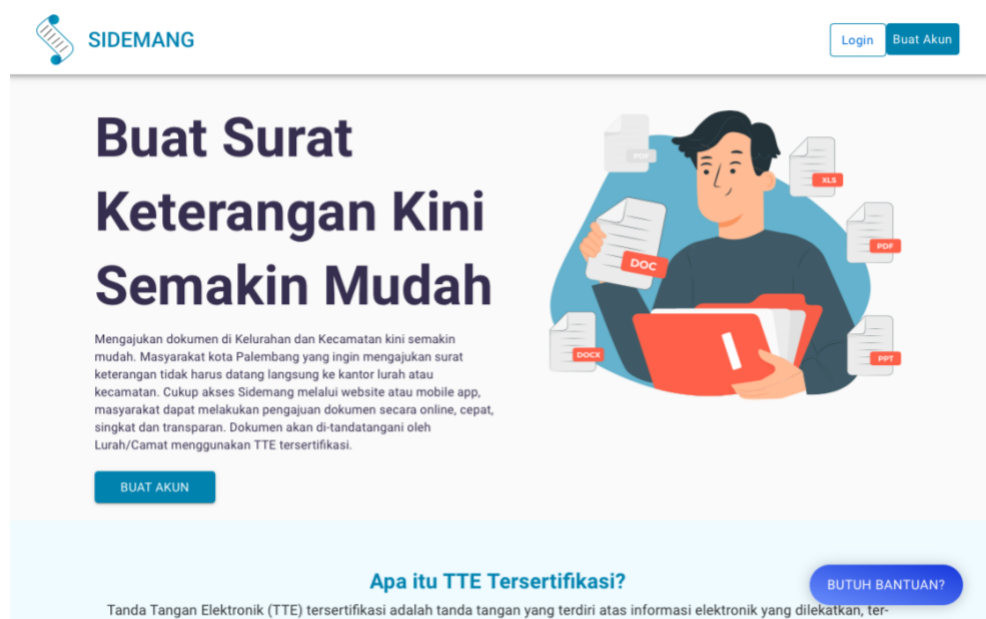 SIDEMANG
Login
Buat Akun
Buat Surat
Keterangan Kini
Semakin Mudah
Mengajukan dokumen di Kelurahan dan Kecamatan kini semakin
mudah. Masyarakat kota Palembang yang ingin mengajukan surat
keterangan tidak harus datang langsung ke kantor lurah atau
kecamatan. Cukup akses Sidemang melalui website atau mobile app,
masyarakat dapat melakukan pengajuan dokumen secara online, cepat,
singkat dan transparan. Dokumen akan di-tandatangani oleh
Lurah/Camat menggunakan TTE tersertifikasi.
BUAT AKUN
PDF
XLS
DOC
PDF
DOCX
PPT
Apa itu TTE Tersertifikasi?
BUTUH BANTUAN?
Tanda Tangan Elektronik (TTE) tersertifikasi adalah tanda tangan yang terdiri atas informasi elektronik yang dilekatkan, ter-